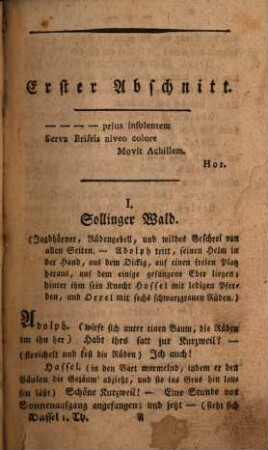 Erster Abschnitt.
— — — — prius insolentem
Serva Briseis niveo colore
Movit Achillem.
Hor.
I,
Sollinger Wald.
(Jagdhörner, Rüdengebell, und wildes Geschrei von
allen Seiten. — Adolph tritt, seinen Helm in
der Hand, aus dem Dickig, auf einen freien Platz
heraus, auf dem einige gefangene Eber liegen;
hinter ihm sein Knecht Hassel mit ledigen Pfer-
den, und Oexel mit sechs schwarzgrauen Rüden.)
Adolph. (wirft sich unter einen Baum, die Rüden
um ihn her) Habt ihrs satt zur Kurzweil? —
(streichelt und küßt die Rüden) Ich auch!
Hassel. (in den Bart murmelnd, indem er den
Gäulen die Gezäum' abzieht, und sie ins Gras hin lau-
fen läßt) Schöne Kurzweil! — Eine Stunde vor
Sonnenaufgang angefangen; und jetzt — (sieht sich
Dassel 1. Th. A